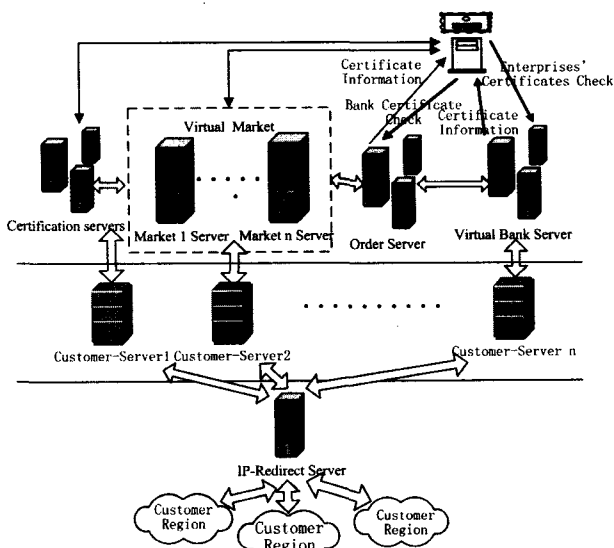 Certificate
Information
Enterprises'
Certificates Check
Bank Certificate
Check
Certificate
Information
Virtual Market
Certification servers
Market 1 Server
Market n Server
Order Server
Virtual Bank Server
Customer-Server1
Customer-Server2
Customer-Server n
IP-Redirect Server
Customer
Region
Customer
Region
Customer
Region